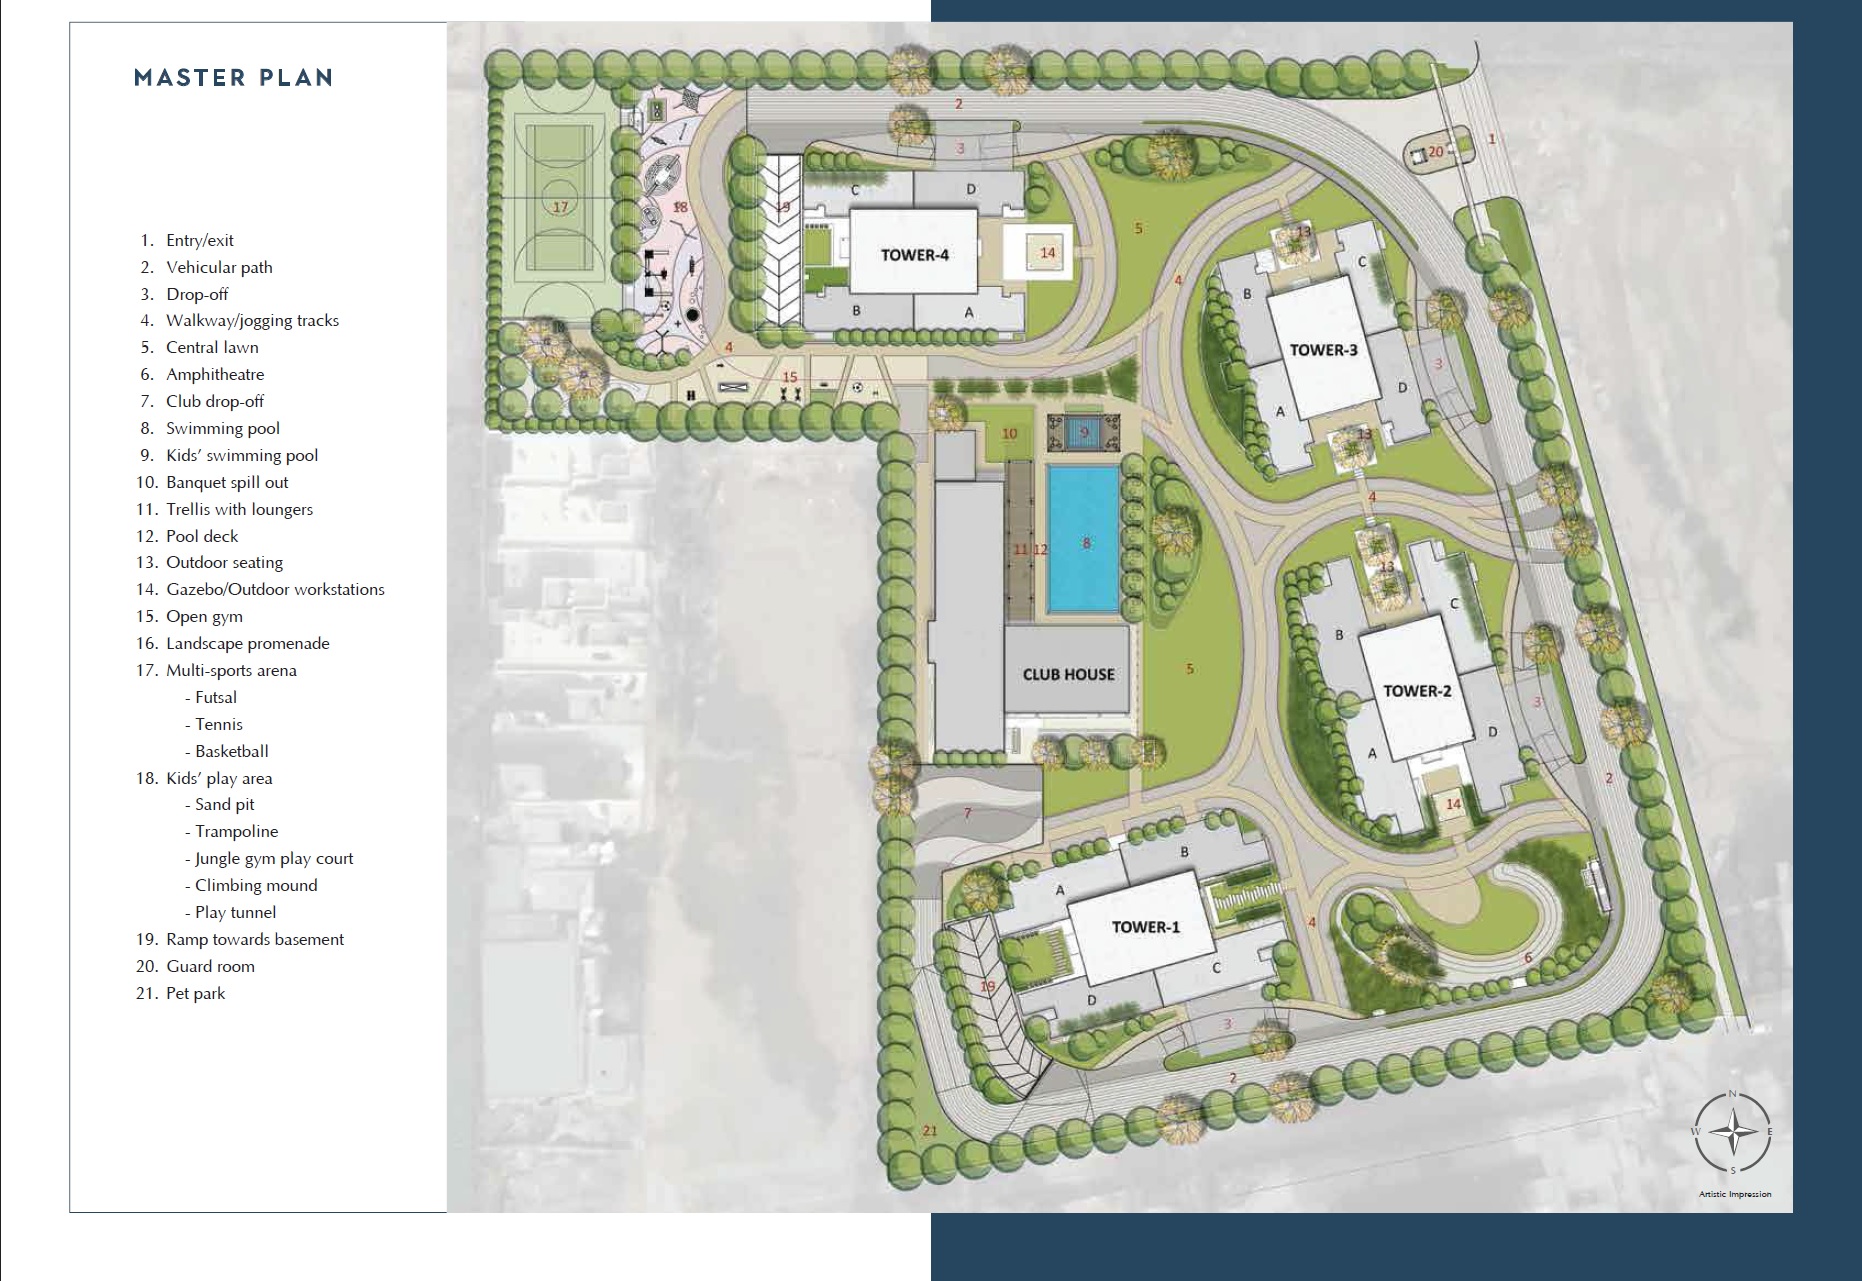 MASTER PLAN
1. Entry/exit
2. Vehicular path
3. Drop-off
4. Walkway/jogging tracks
5. Central lawn
6. Amphitheatre
7. Club drop-off
8. Swimming pool
9. Kids' swimming pool
10. Banquet spill out
11. Trellis with loungers
12. Pool deck
13. Outdoor seating
14. Gazebo/Outdoor workstations
15. Open gym
16. Landscape promenade
17. Multi-sports arena
- Futsal
- Tennis
- Basketball
18. Kids' play area
- Sand pit
- Trampoline
- Jungle gym play court
- Climbing mound
- Play tunnel
19. Ramp towards basement
20. Guard room
21. Pet park
2
1
20
3
C D
17 18 19
5
13
TOWER-4
14
C
4
B
B A
TOWER-3
4
3
15
D
A
10 9
13
4
11 12 8
13
C
B
5
CLUB HOUSE
TOWER-2
3
D
A
2
14
7
B
A
4
TOWER-1
6
C
19
D
3
2
21
N
W E
S
Artistic Impression